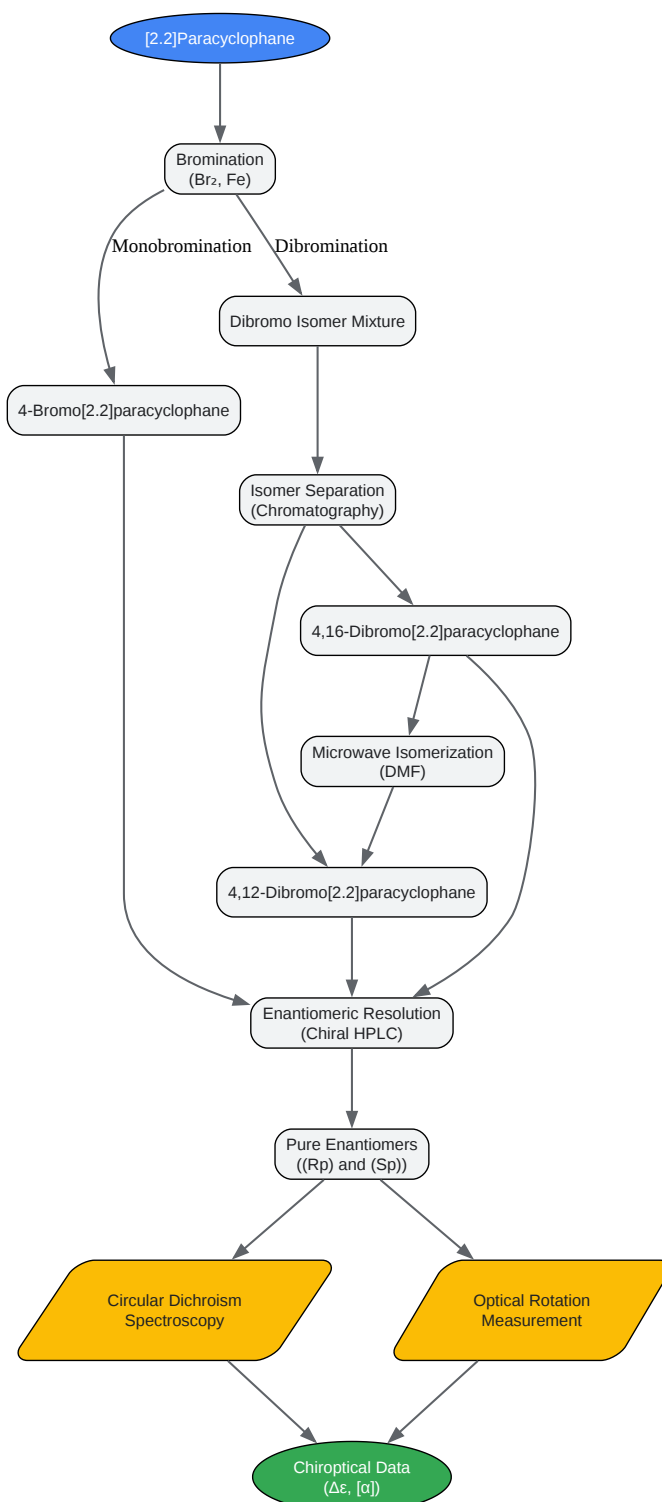 [2.2]Paracyclophane
Bromination
(Br₂, Fe)
Monobromination
Dibromination
Dibromo Isomer Mixture
4-Bromo[2.2]paracyclophane
Isomer Separation
(Chromatography)
4,16-Dibromo[2.2]paracyclophane
Microwave Isomerization
(DMF)
4,12-Dibromo[2.2]paracyclophane
Enantiomeric Resolution
(Chiral HPLC)
Pure Enantiomers
((Rp) and (Sp))
Circular Dichroism
Spectroscopy
Optical Rotation
Measurement
Chiroptical Data
(Δε, [α])